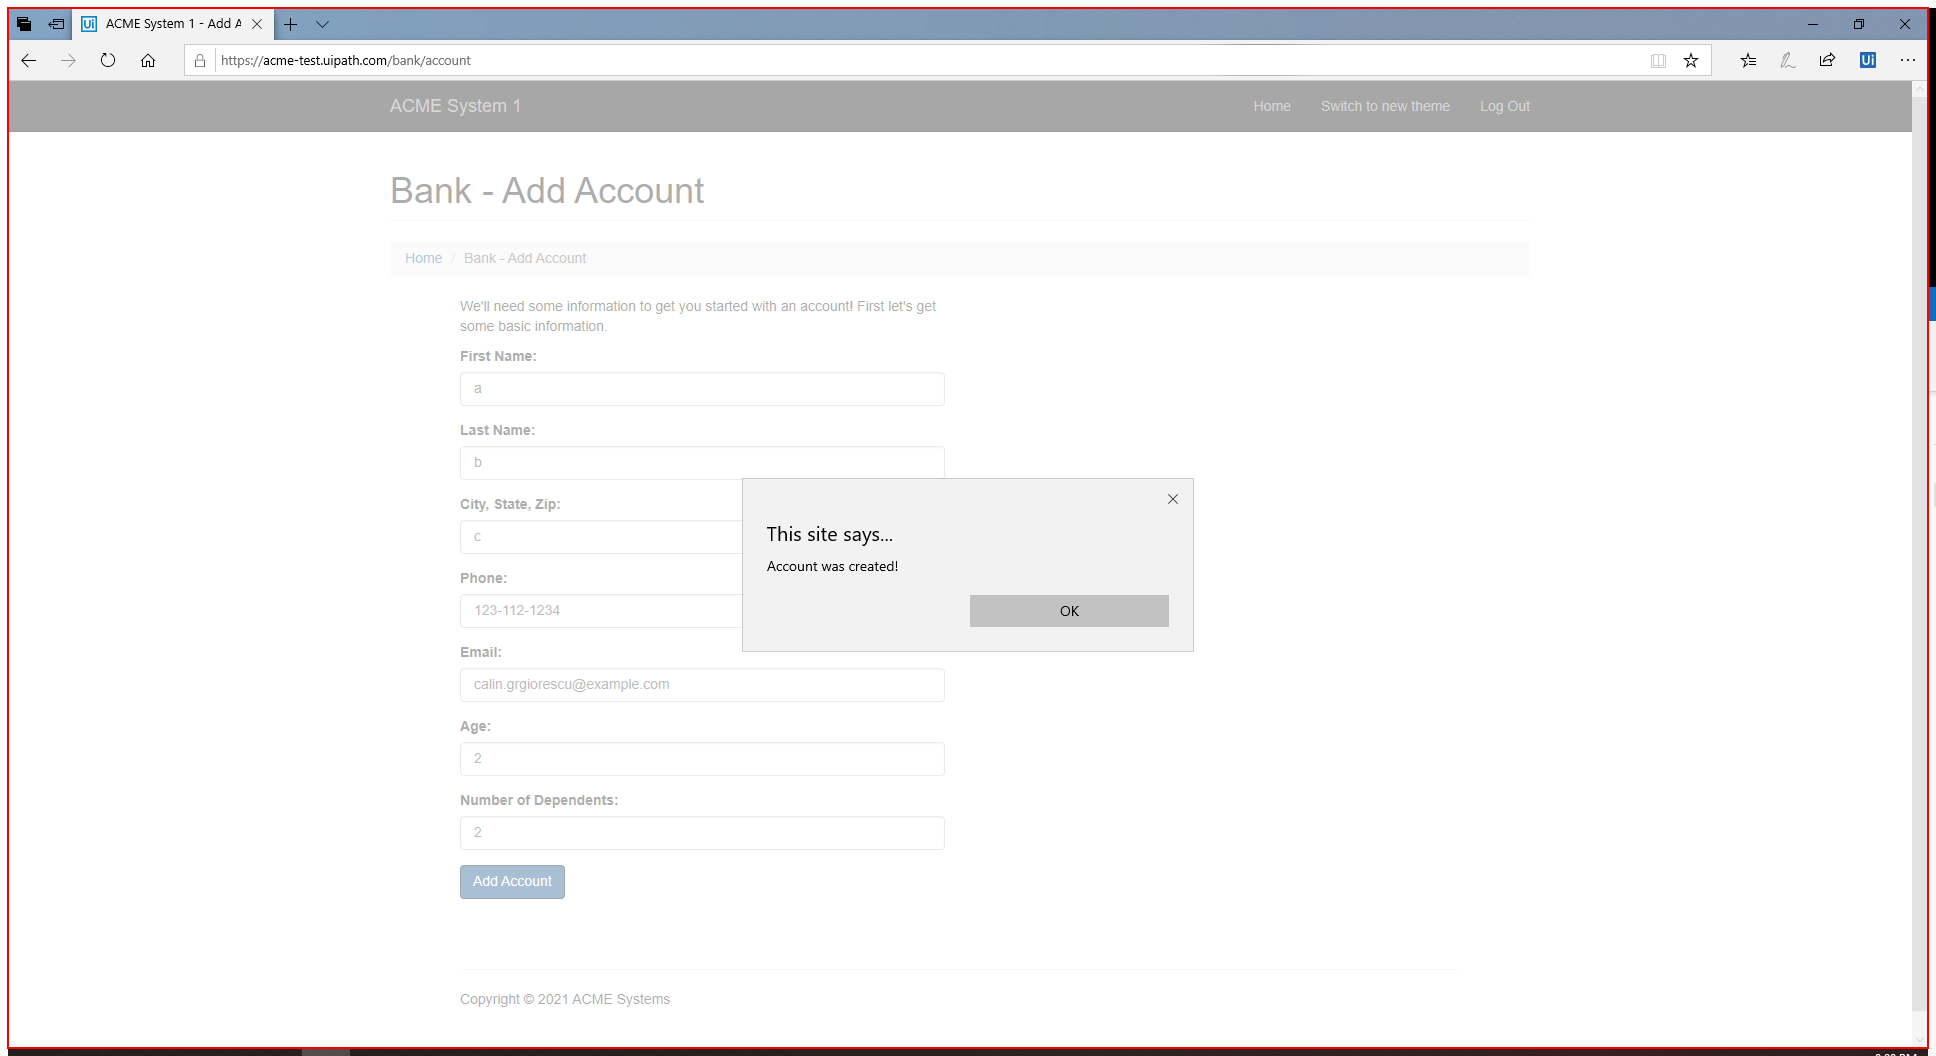 ACME System 1 - Add A
https://acme-test.uipath.com/bank/account
Ui
ACME System 1
Home
Switch to new theme
Log Out
Bank - Add Account
Home / Bank - Add Account
We'll need some information to get you started with an account! First let's get
some basic information.
First Name:
a
Last Name:
b
City, State, Zip:
c
Phone:
123-112-1234
Email:
calin.grgiorescu@example.com
Age:
2
Number of Dependents:
2
Add Account
This site says...
Account was created!
OK
Copyright © 2021 ACME Systems